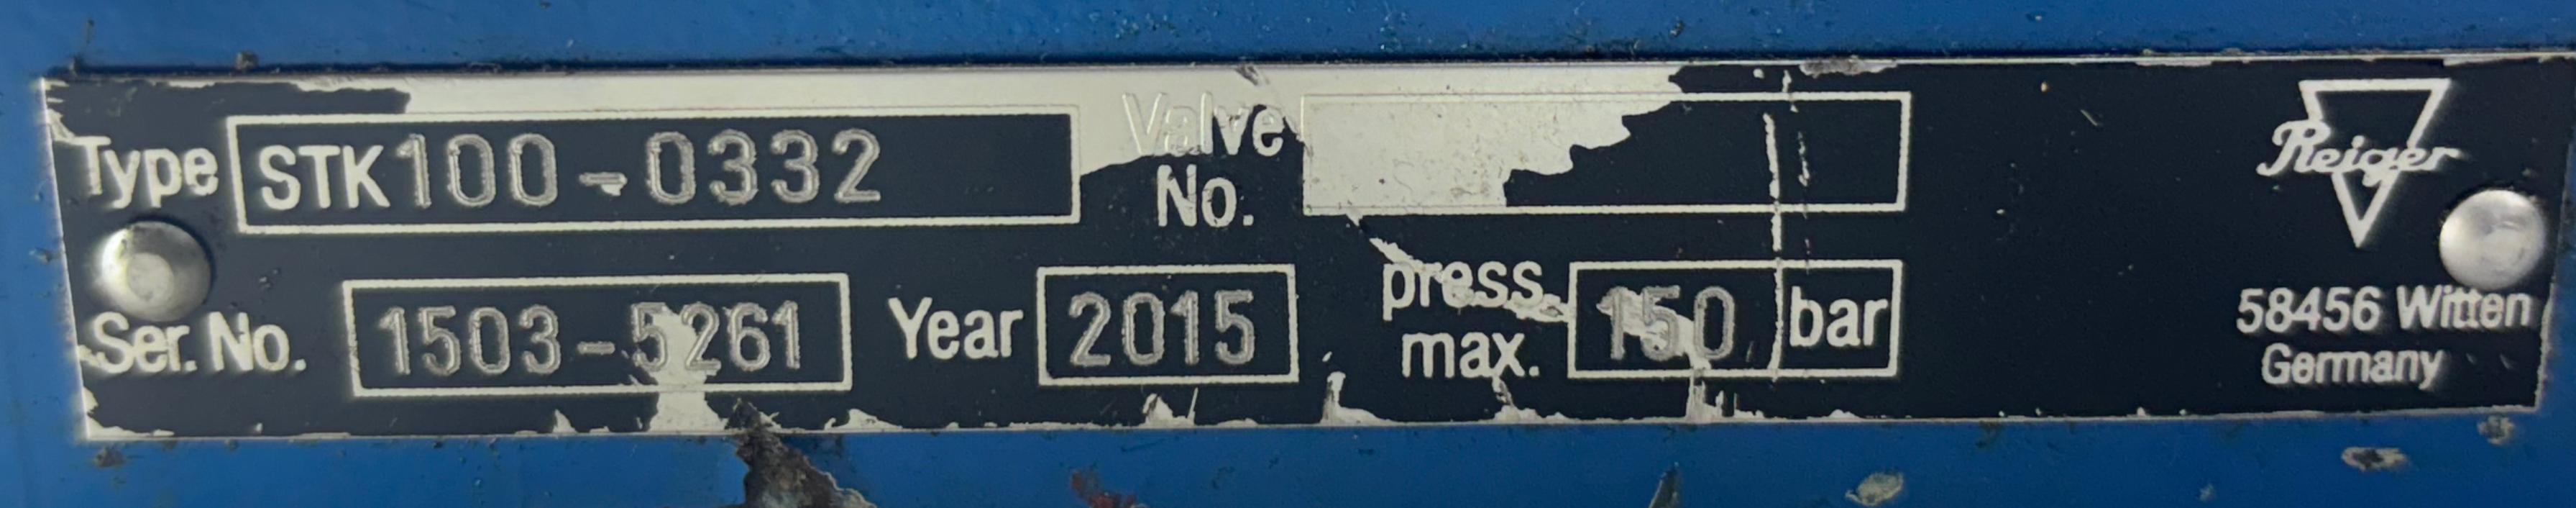 Type STK100-0332 Valve No.
Ser. No. 1503-5261 Year 2015 press. max. 150 bar
Reiger
58456 Witten
Germany